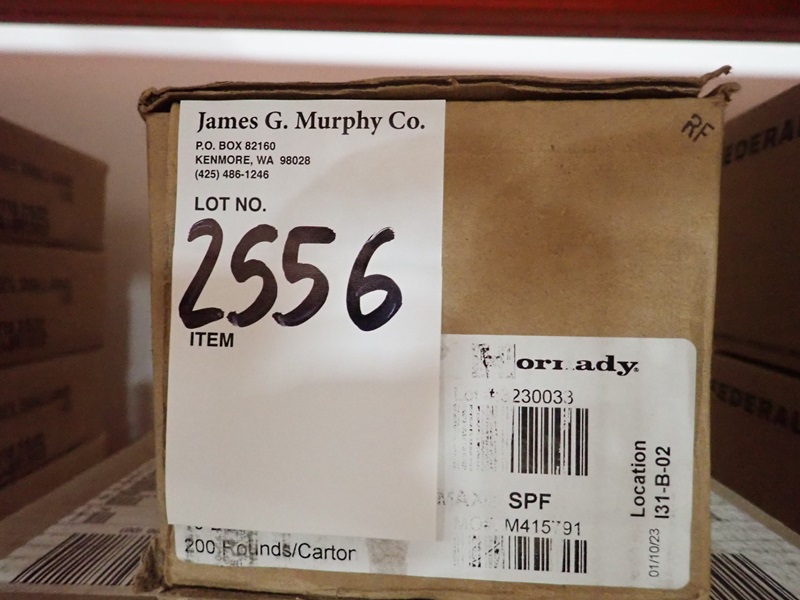 James G. Murphy Co.
P.O. BOX 82160
KENMORE, WA 98028
(425) 486-1246
LOT NO.
2556
ITEM
RF
230033
SPF
200 Rounds/Carton
Location
I31-B-02
01/10/23
FEDERAL